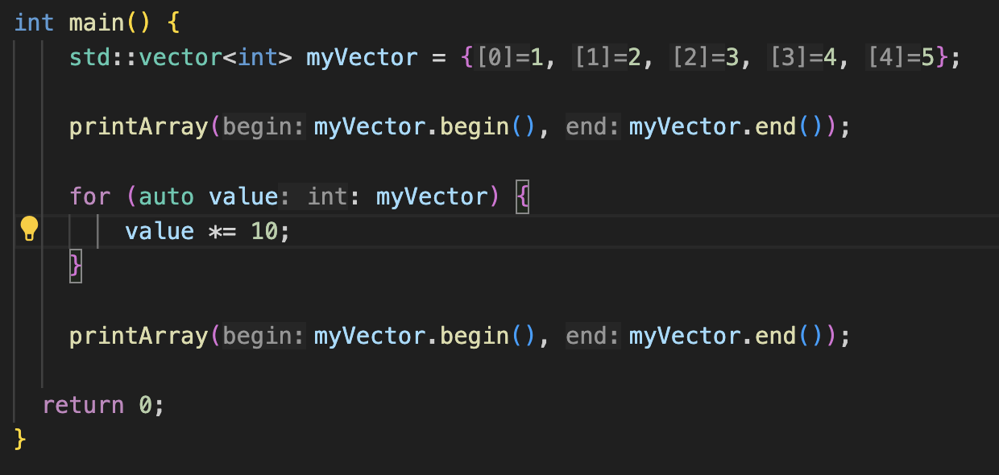 int main() {
std::vector<int> myVector = {[0]=1, [1]=2, [2]=3, [3]=4, [4]=5};
printArray(begin: myVector.begin(), end: myVector.end());
for (auto value: int: myVector) {
value *= 10;
}
printArray(begin: myVector.begin(), end: myVector.end());
return 0;
}